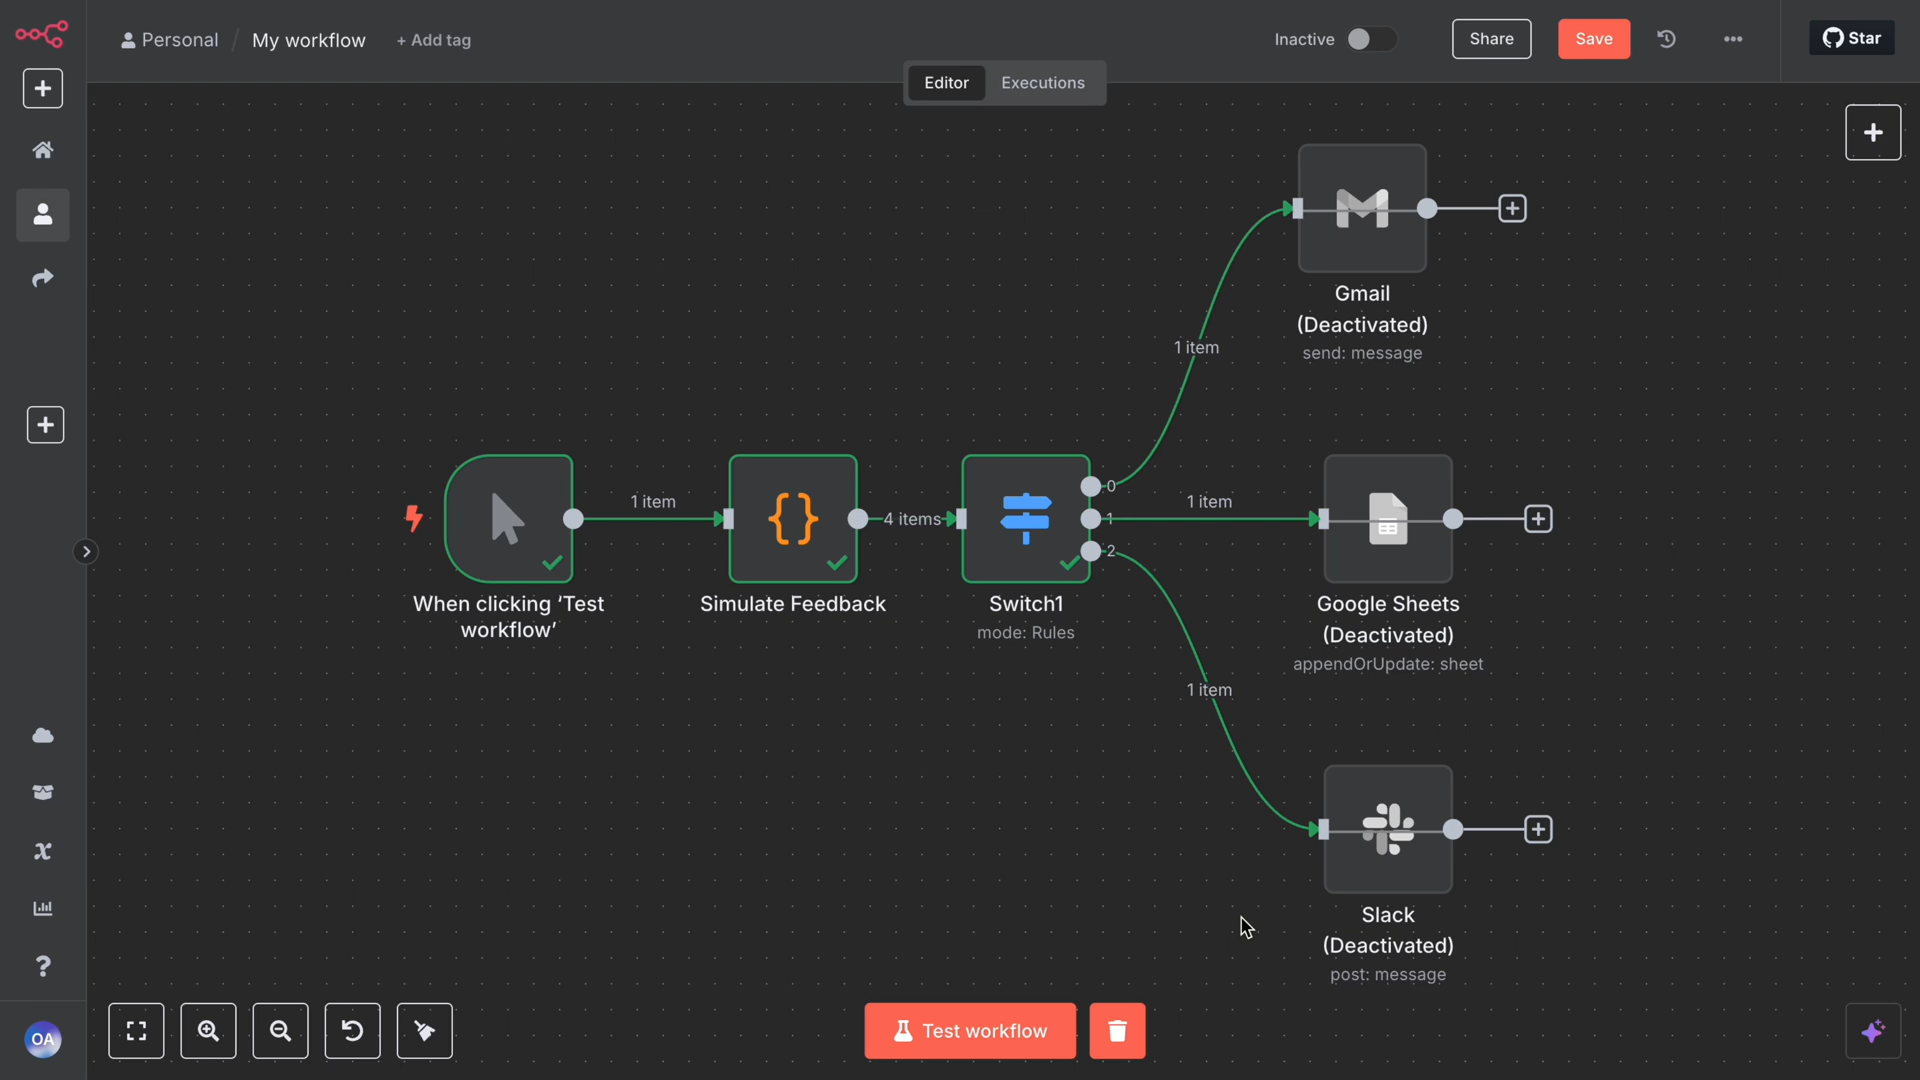 Personal / My workflow + Add tag
Inactive
Share
Save
Star
Editor
Executions
1 item
Gmail
(Deactivated)
send: message
1 item
4 items
0
1
2
1 item
When clicking ‘Test
workflow’
Simulate Feedback
Switch1
mode: Rules
Google Sheets
(Deactivated)
appendOrUpdate: sheet
1 item
Slack
(Deactivated)
post: message
OA
Test workflow